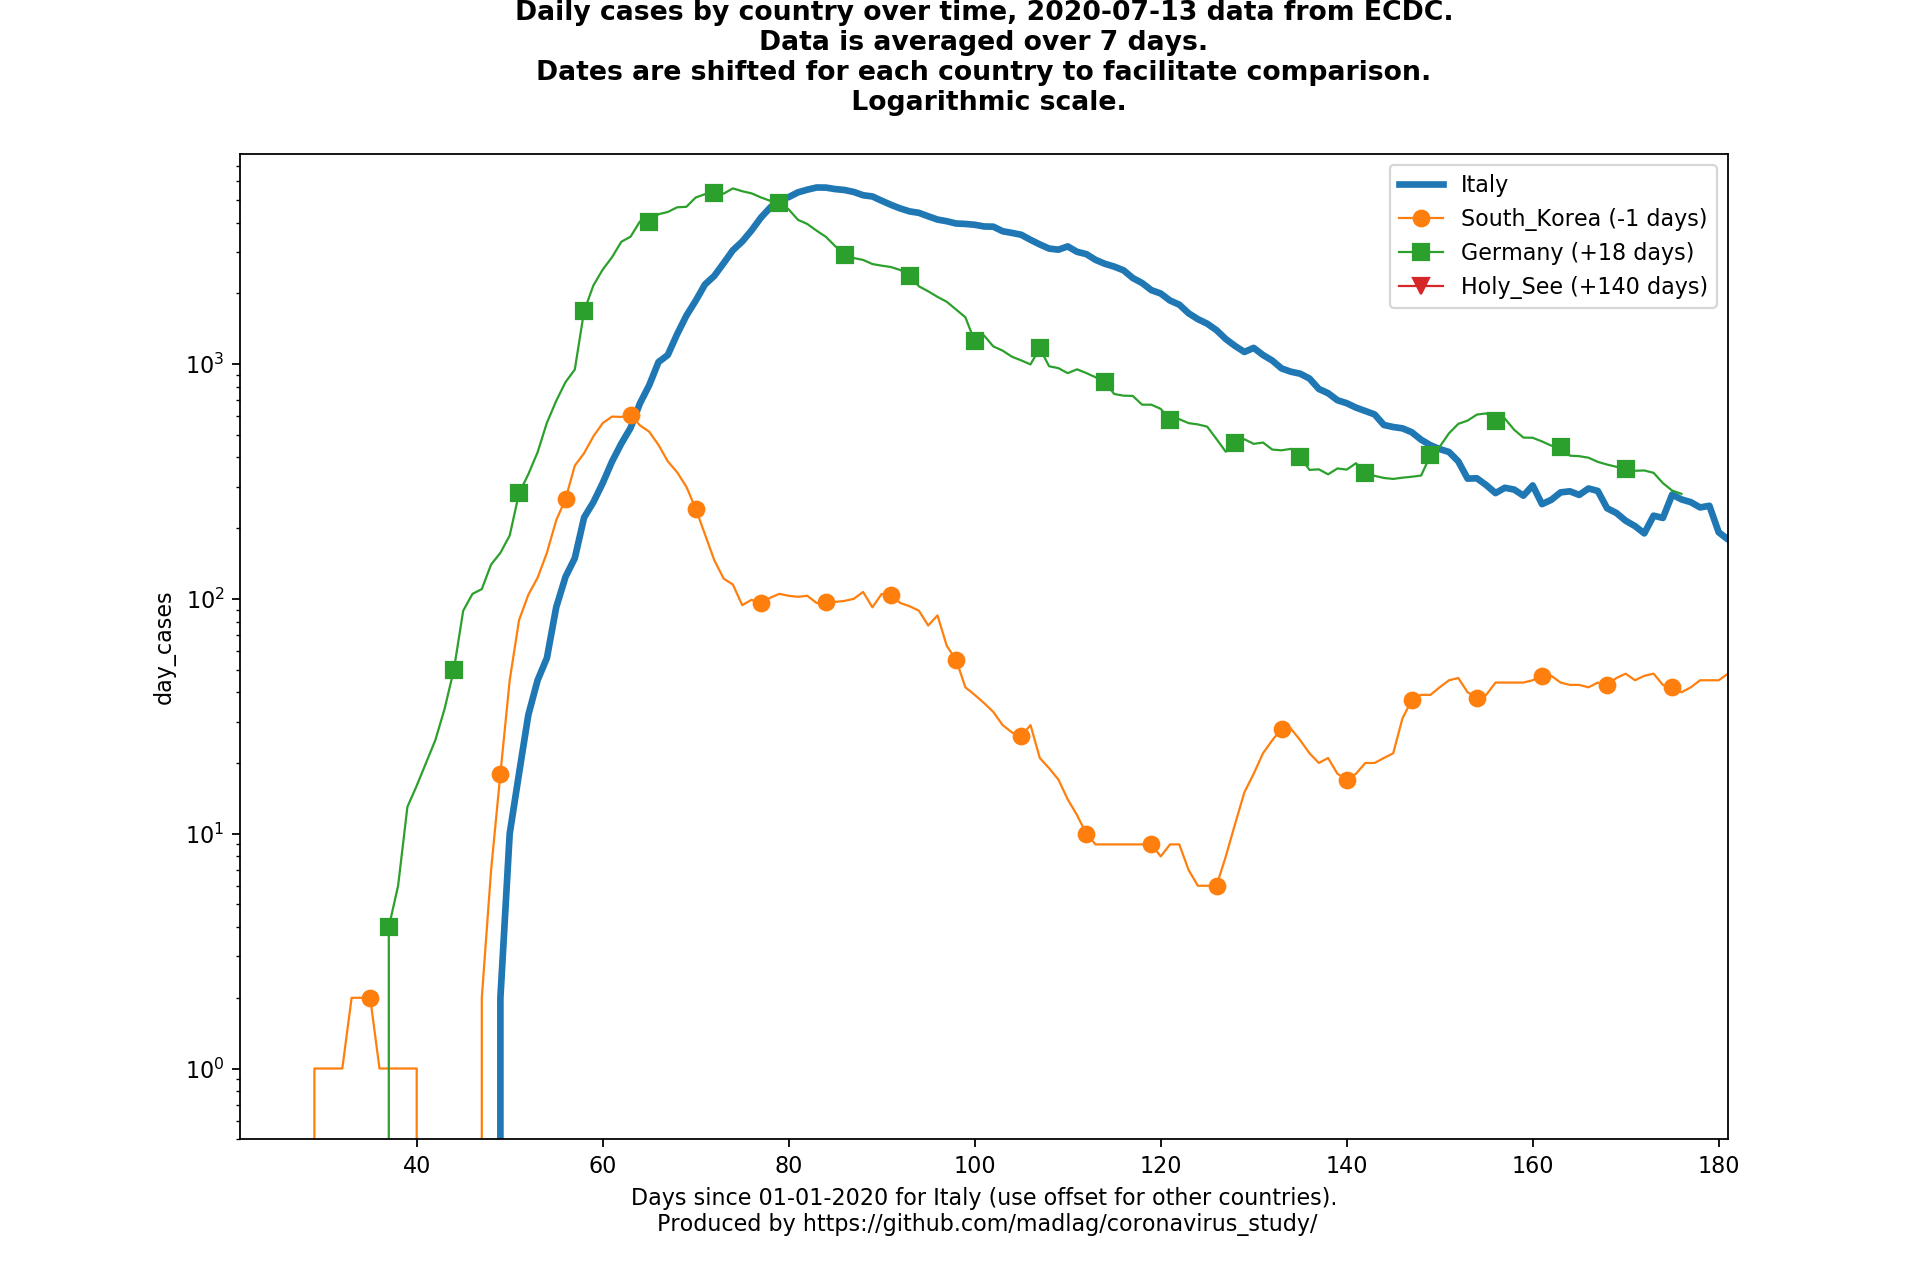 Daily cases by country over time, 2020-07-13 data from ECDC.
Data is averaged over 7 days.
Dates are shifted for each country to facilitate comparison.
Logarithmic scale.
Italy
South_Korea (-1 days)
Germany (+18 days)
Holy_See (+140 days)
10³
10²
10¹
10⁰
day_cases
40 60 80 100 120 140 160 180
Days since 01-01-2020 for Italy (use offset for other countries).
Produced by https://github.com/madlag/coronavirus_study/